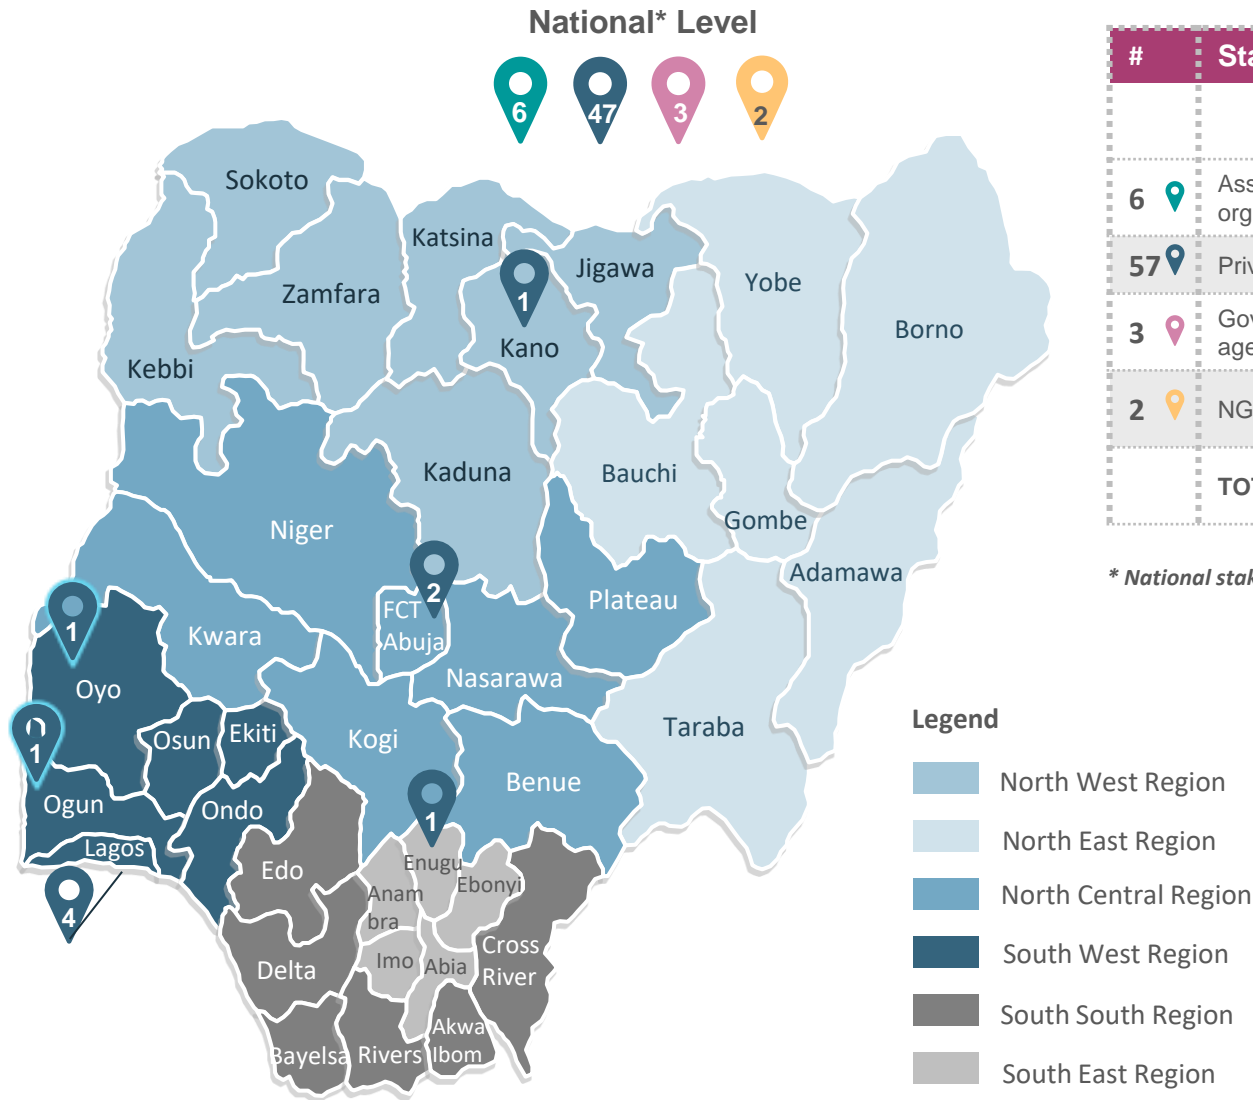 National* Level
6
47
3
2
#
Sta
6
Ass
org
57
Priv
3
Gov
age
2
NG
TOT
* National stak
Sokoto
Katsina
Jigawa
Yobe
Borno
Zamfara
1
Kano
Kebbi
Kaduna
Bauchi
Gombe
Adamawa
Niger
2
FCT
Abuja
Plateau
1
Kwara
Oyo
Nasarawa
Taraba
1
Osun
Ekiti
Kogi
Benue
Ogun
Ondo
1
Lagos
4
Edo
Enugu
Ebonyi
Anam
bra
Imo
Abia
Cross
River
Delta
Bayelsa
Rivers
Akwa
Ibom
Legend
North West Region
North East Region
North Central Region
South West Region
South South Region
South East Region